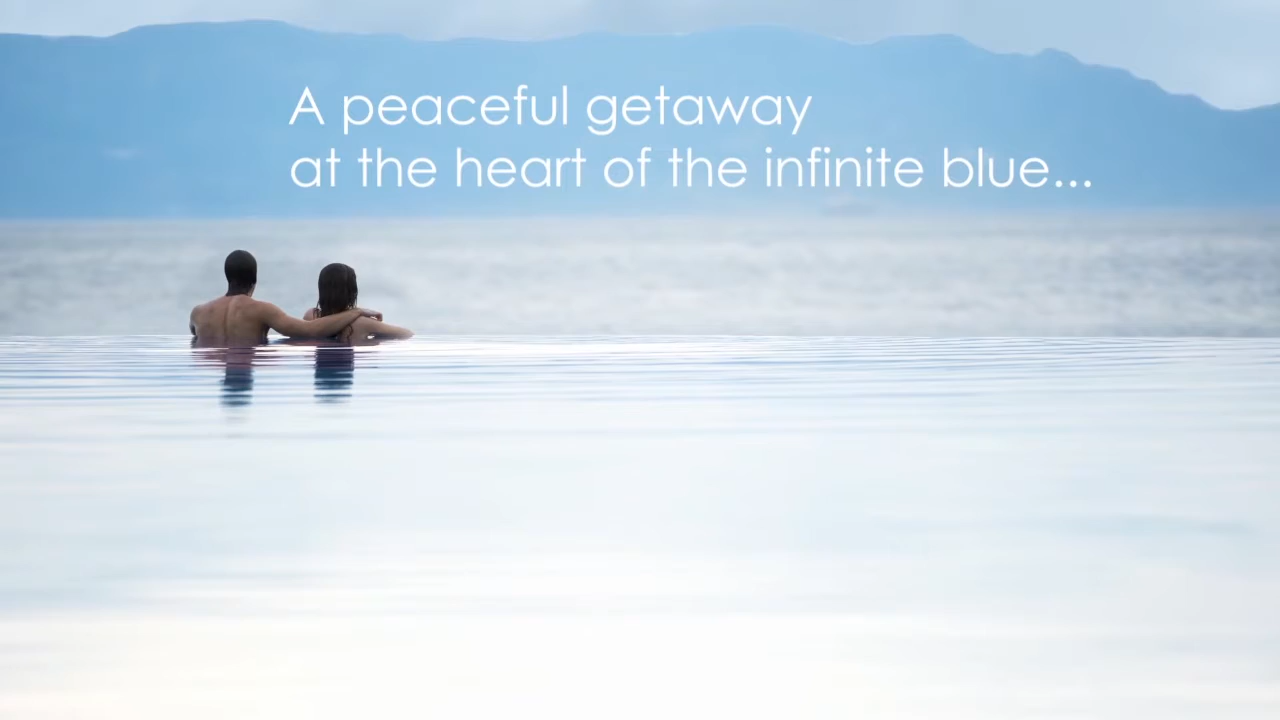 A peaceful getaway
at the heart of the infinite blue...